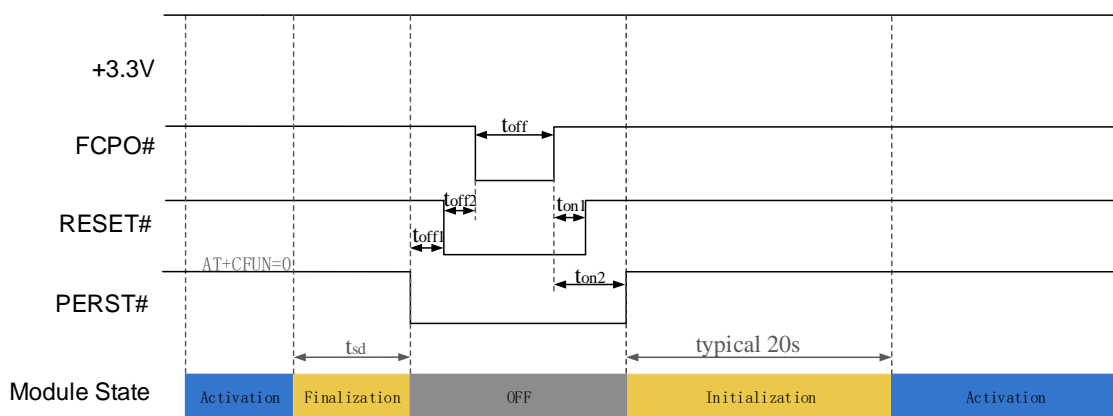 +3.3V
FCPO#
toff
RESET#
toff2
ton1
toff1
AT+CFUN=0
PERST#
ton2
tsd
typical 20s
Module State
Activation
Finalization
OFF
Initialization
Activation